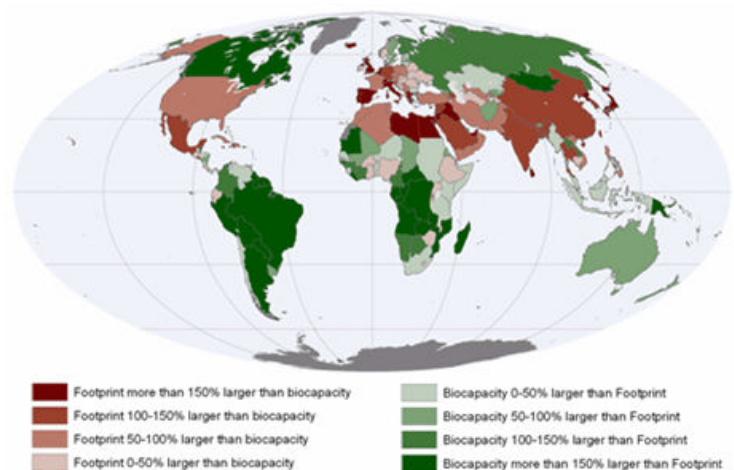 Footprint more than 150% larger than biocapacity
Footprint 100-150% larger than biocapacity
Footprint 50-100% larger than biocapacity
Footprint 0-50% larger than biocapacity
Biocapacity 0-50% larger than Footprint
Biocapacity 50-100% larger than Footprint
Biocapacity 100-150% larger than Footprint
Biocapacity more than 150% larger than Footprint